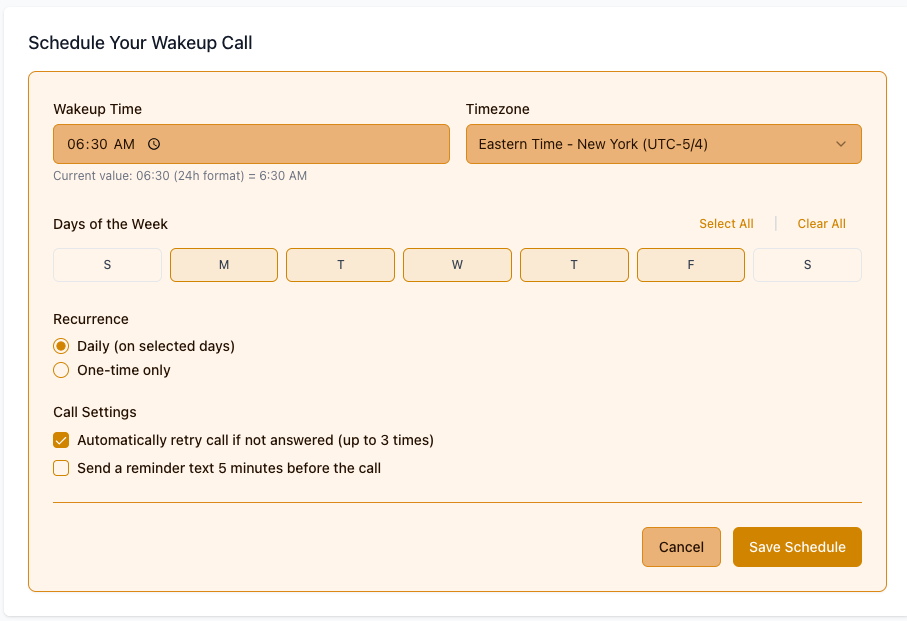 Schedule Your Wakeup Call
Wakeup Time
Timezone
06:30 AM
Eastern Time - New York (UTC-5/4)
Current value: 06:30 (24h format) = 6:30 AM
Days of the Week
Select All | Clear All
S M T W T F S
Recurrence
Daily (on selected days)
One-time only
Call Settings
Automatically retry call if not answered (up to 3 times)
Send a reminder text 5 minutes before the call
Cancel
Save Schedule